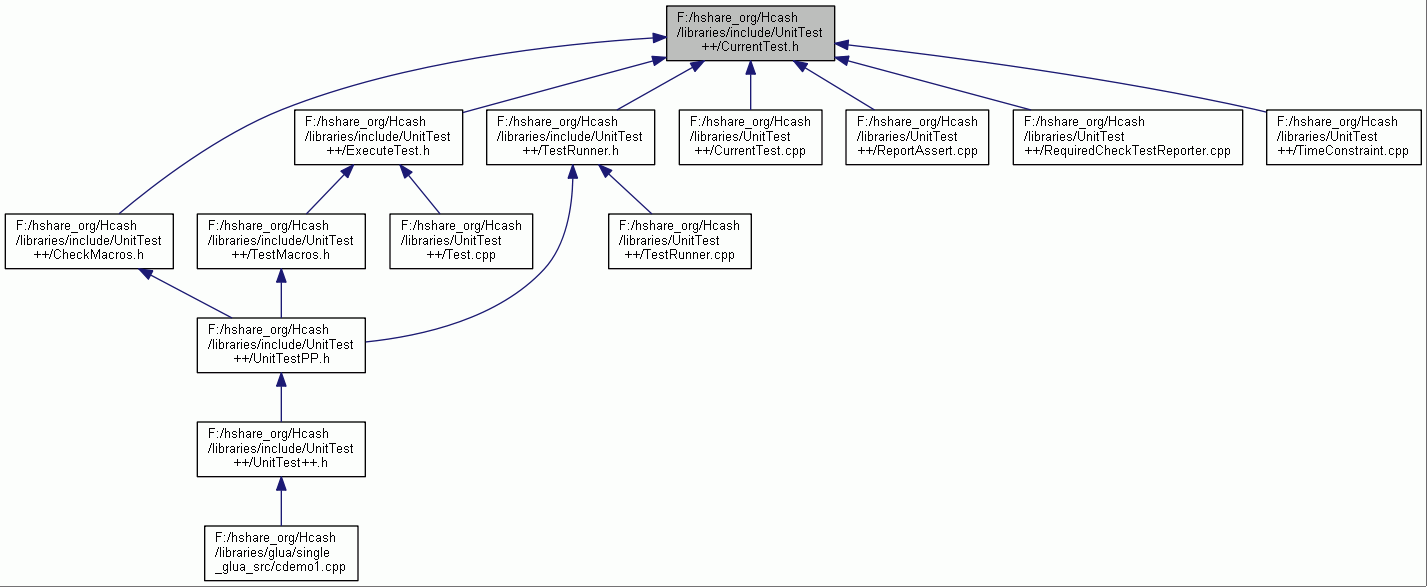 F:/hshare_org/Hcash
/libraries/include/UnitTest
++/CurrentTest.h
F:/hshare_org/Hcash
/libraries/include/UnitTest
++/ExecuteTest.h
F:/hshare_org/Hcash
/libraries/include/UnitTest
++/TestRunner.h
F:/hshare_org/Hcash
/libraries/UnitTest
++/CurrentTest.cpp
F:/hshare_org/Hcash
/libraries/UnitTest
++/ReportAssert.cpp
F:/hshare_org/Hcash
/libraries/UnitTest
++/RequiredCheckTestReporter.cpp
F:/hshare_org/Hcash
/libraries/UnitTest
++/TimeConstraint.cpp
F:/hshare_org/Hcash
/libraries/include/UnitTest
++/CheckMacros.h
F:/hshare_org/Hcash
/libraries/include/UnitTest
++/TestMacros.h
F:/hshare_org/Hcash
/libraries/UnitTest
++/Test.cpp
F:/hshare_org/Hcash
/libraries/UnitTest
++/TestRunner.cpp
F:/hshare_org/Hcash
/libraries/include/UnitTest
++/UnitTestPP.h
F:/hshare_org/Hcash
/libraries/include/UnitTest
++/UnitTest++.h
F:/hshare_org/Hcash
/libraries/glua/single
_glua_src/cdemo1.cpp